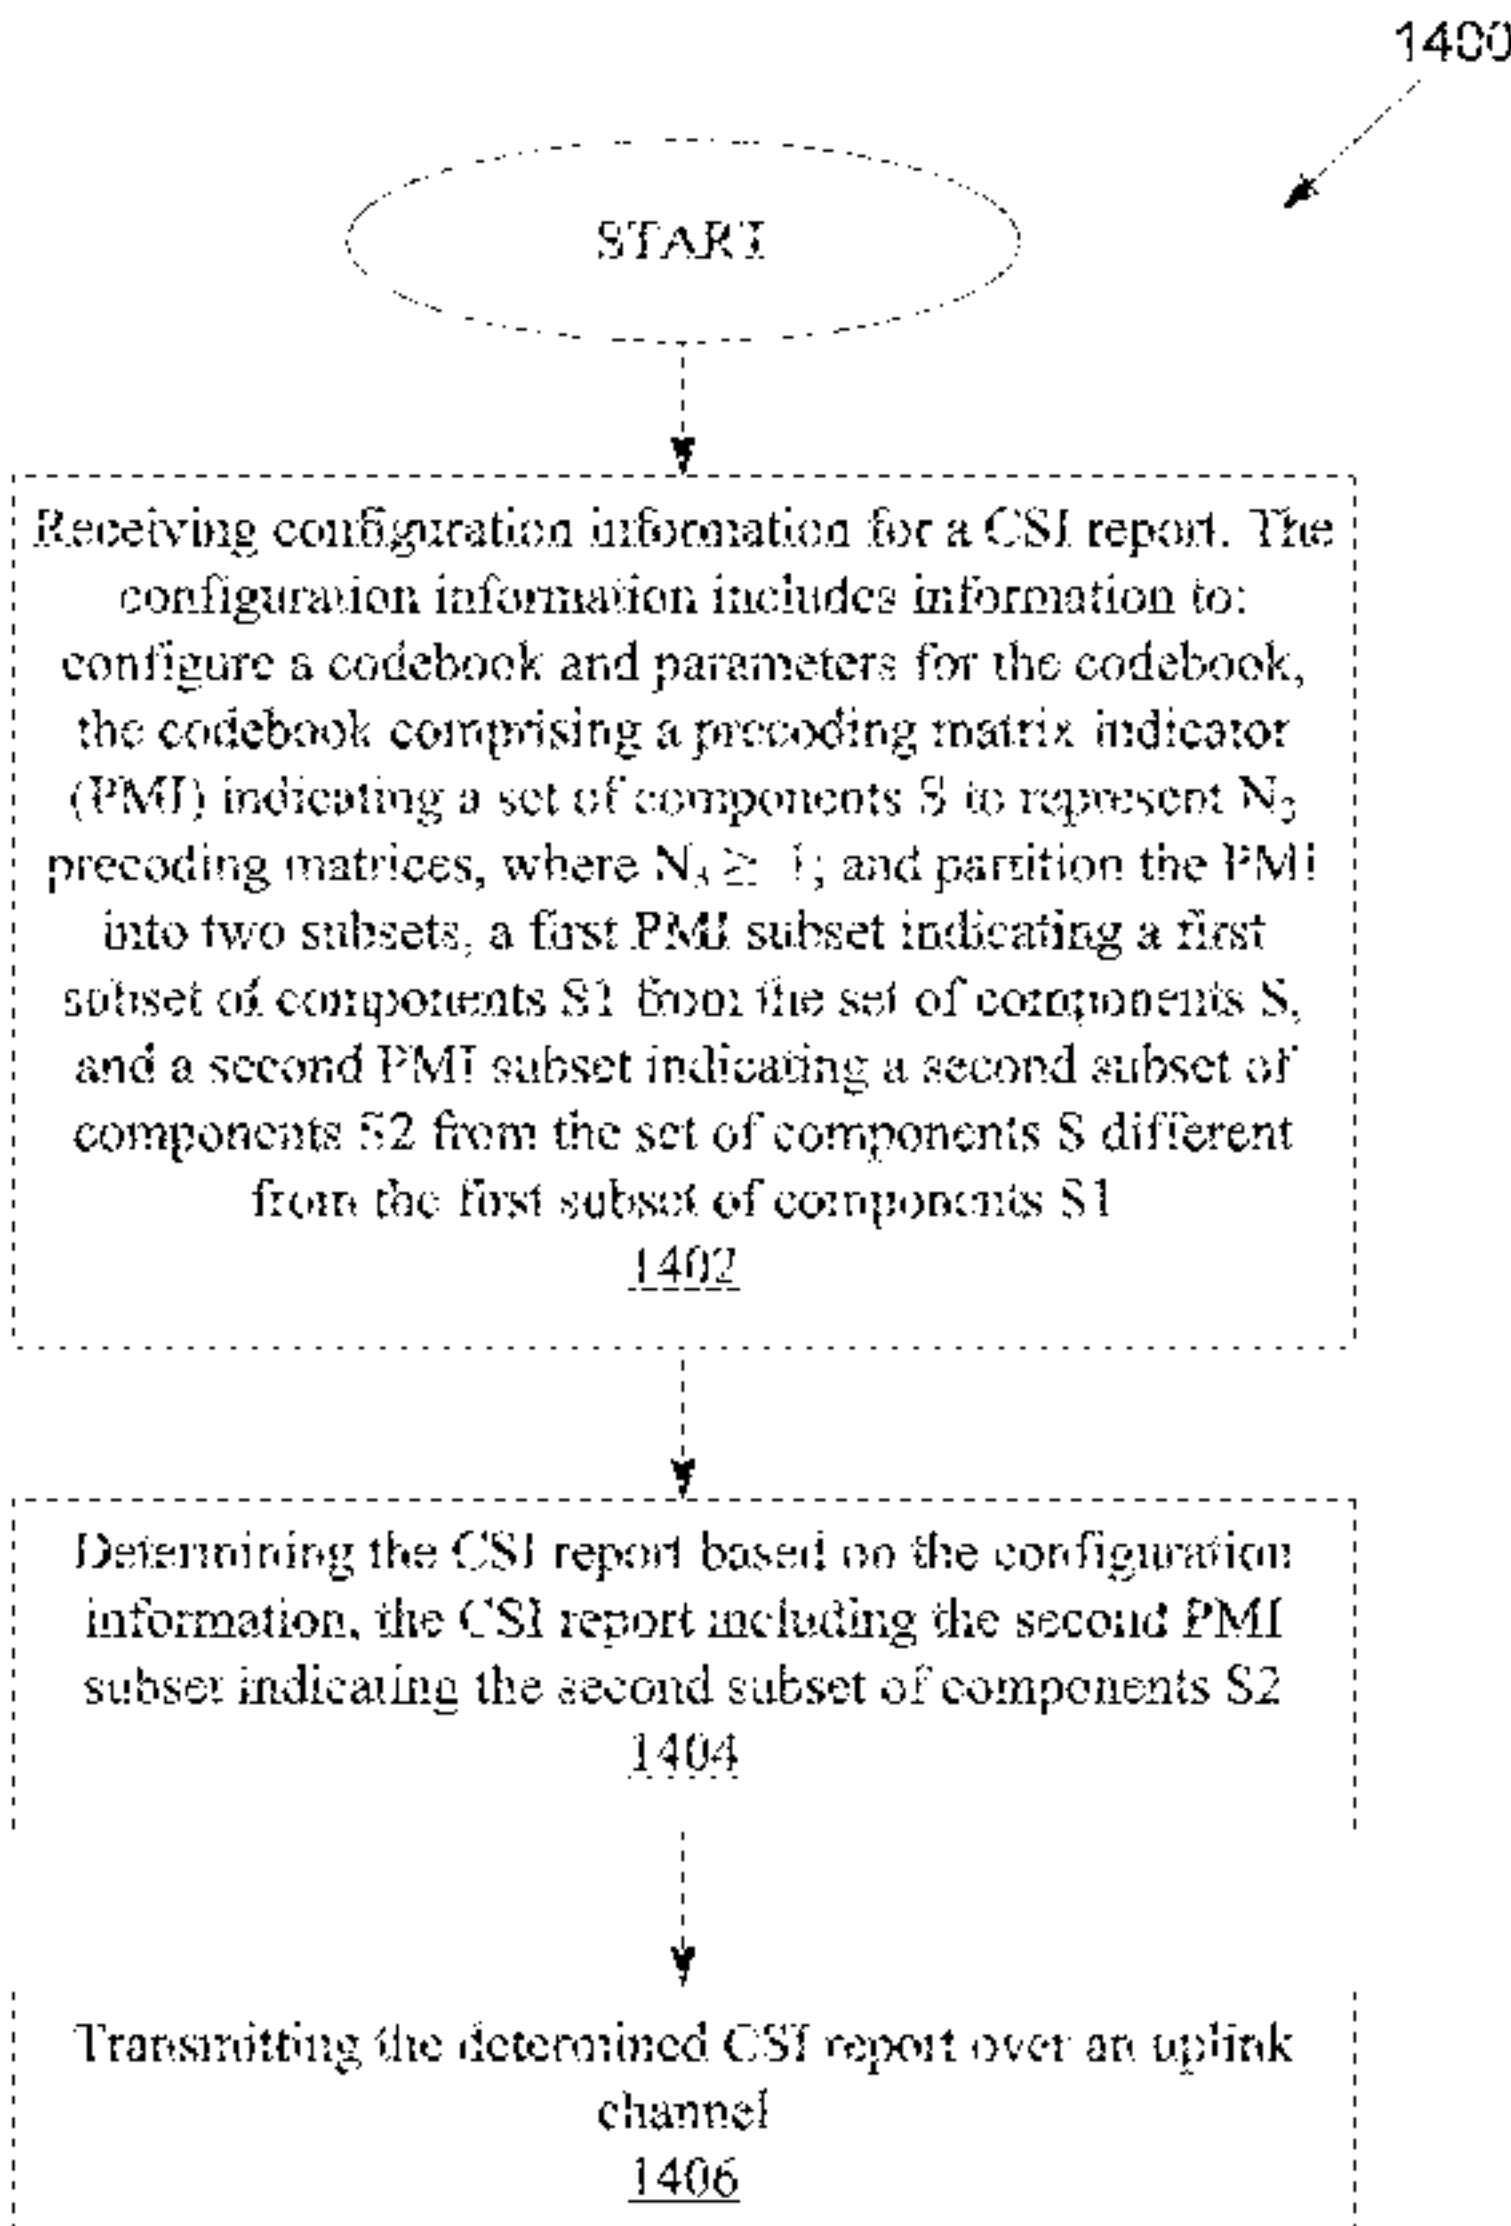 1400
START
Receiving configuration information for a CSI report. The
configuration information includes information to:
configure a codebook and parameters for the codebook,
the codebook comprising a precoding matrix indicator
(PMI) indicating a set of components S to represent N₃
precoding matrices, where N₃ ≥ 1; and partition the PMI
into two subsets, a first PMI subset indicating a first
subset of components S1 from the set of components S,
and a second PMI subset indicating a second subset of
components S2 from the set of components S different
from the first subset of components S1
1402
Determining the CSI report based on the configuration
information, the CSI report including the second PMI
subset indicating the second subset of components S2
1404
Transmitting the determined CSI report over an uplink
channel
1406